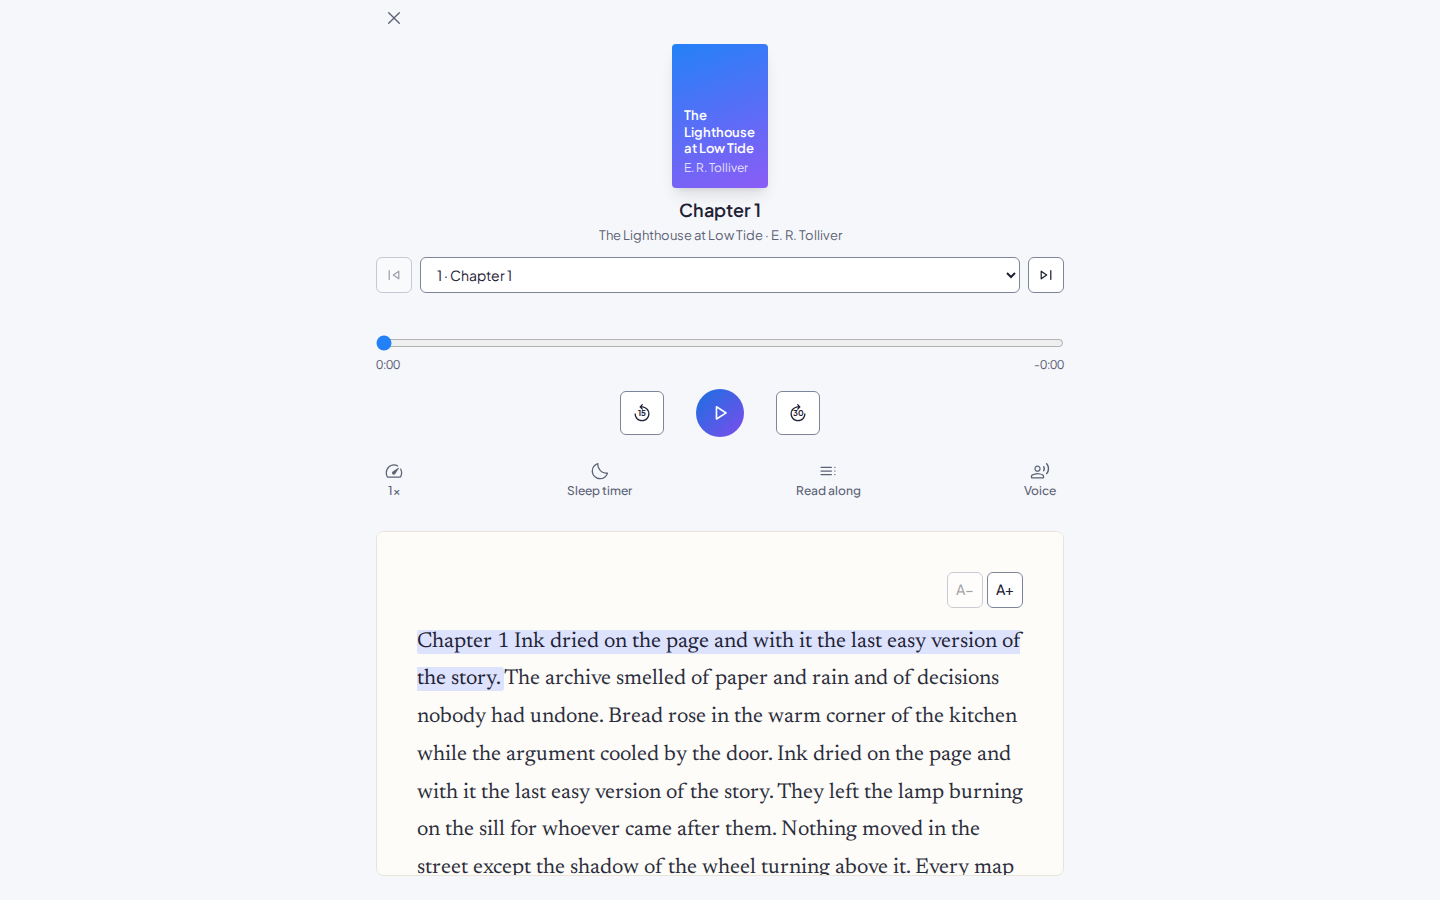 The
Lighthouse
at Low Tide
E. R. Tolliver
Chapter 1
The Lighthouse at Low Tide · E. R. Tolliver
1 · Chapter 1
0:00
-0:00
15
30
1×
Sleep timer
Read along
Voice
A−
A+
Chapter 1 Ink dried on the page and with it the last easy version of
the story. The archive smelled of paper and rain and of decisions
nobody had undone. Bread rose in the warm corner of the kitchen
while the argument cooled by the door. Ink dried on the page and
with it the last easy version of the story. They left the lamp burning
on the sill for whoever came after them. Nothing moved in the
street except the shadow of the wheel turning above it. Every map